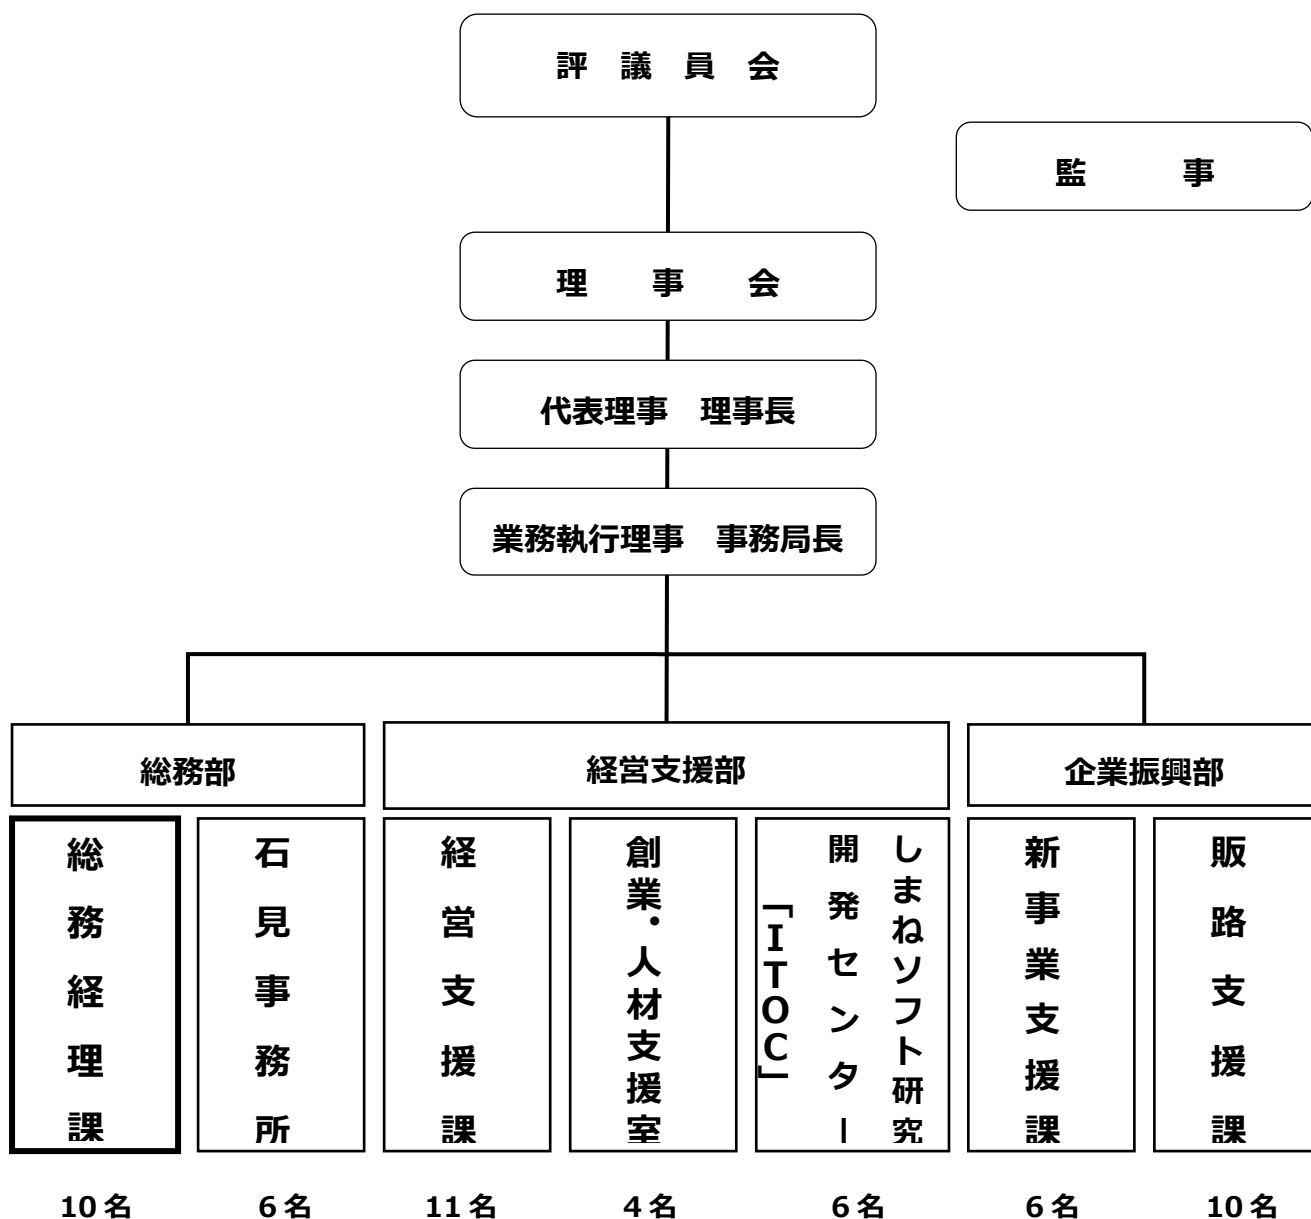 評　議　員　会
監　　事
理　事　会
代表理事　理事長
業務執行理事　事務局長
総務部
経営支援部
企業振興部
総務経理課
石見事務所
経営支援課
創業・人材支援室
しまねソフト研究
開発センター
「ITOC」
新事業支援課
販路支援課
10名
6名
11名
4名
6名
6名
10名